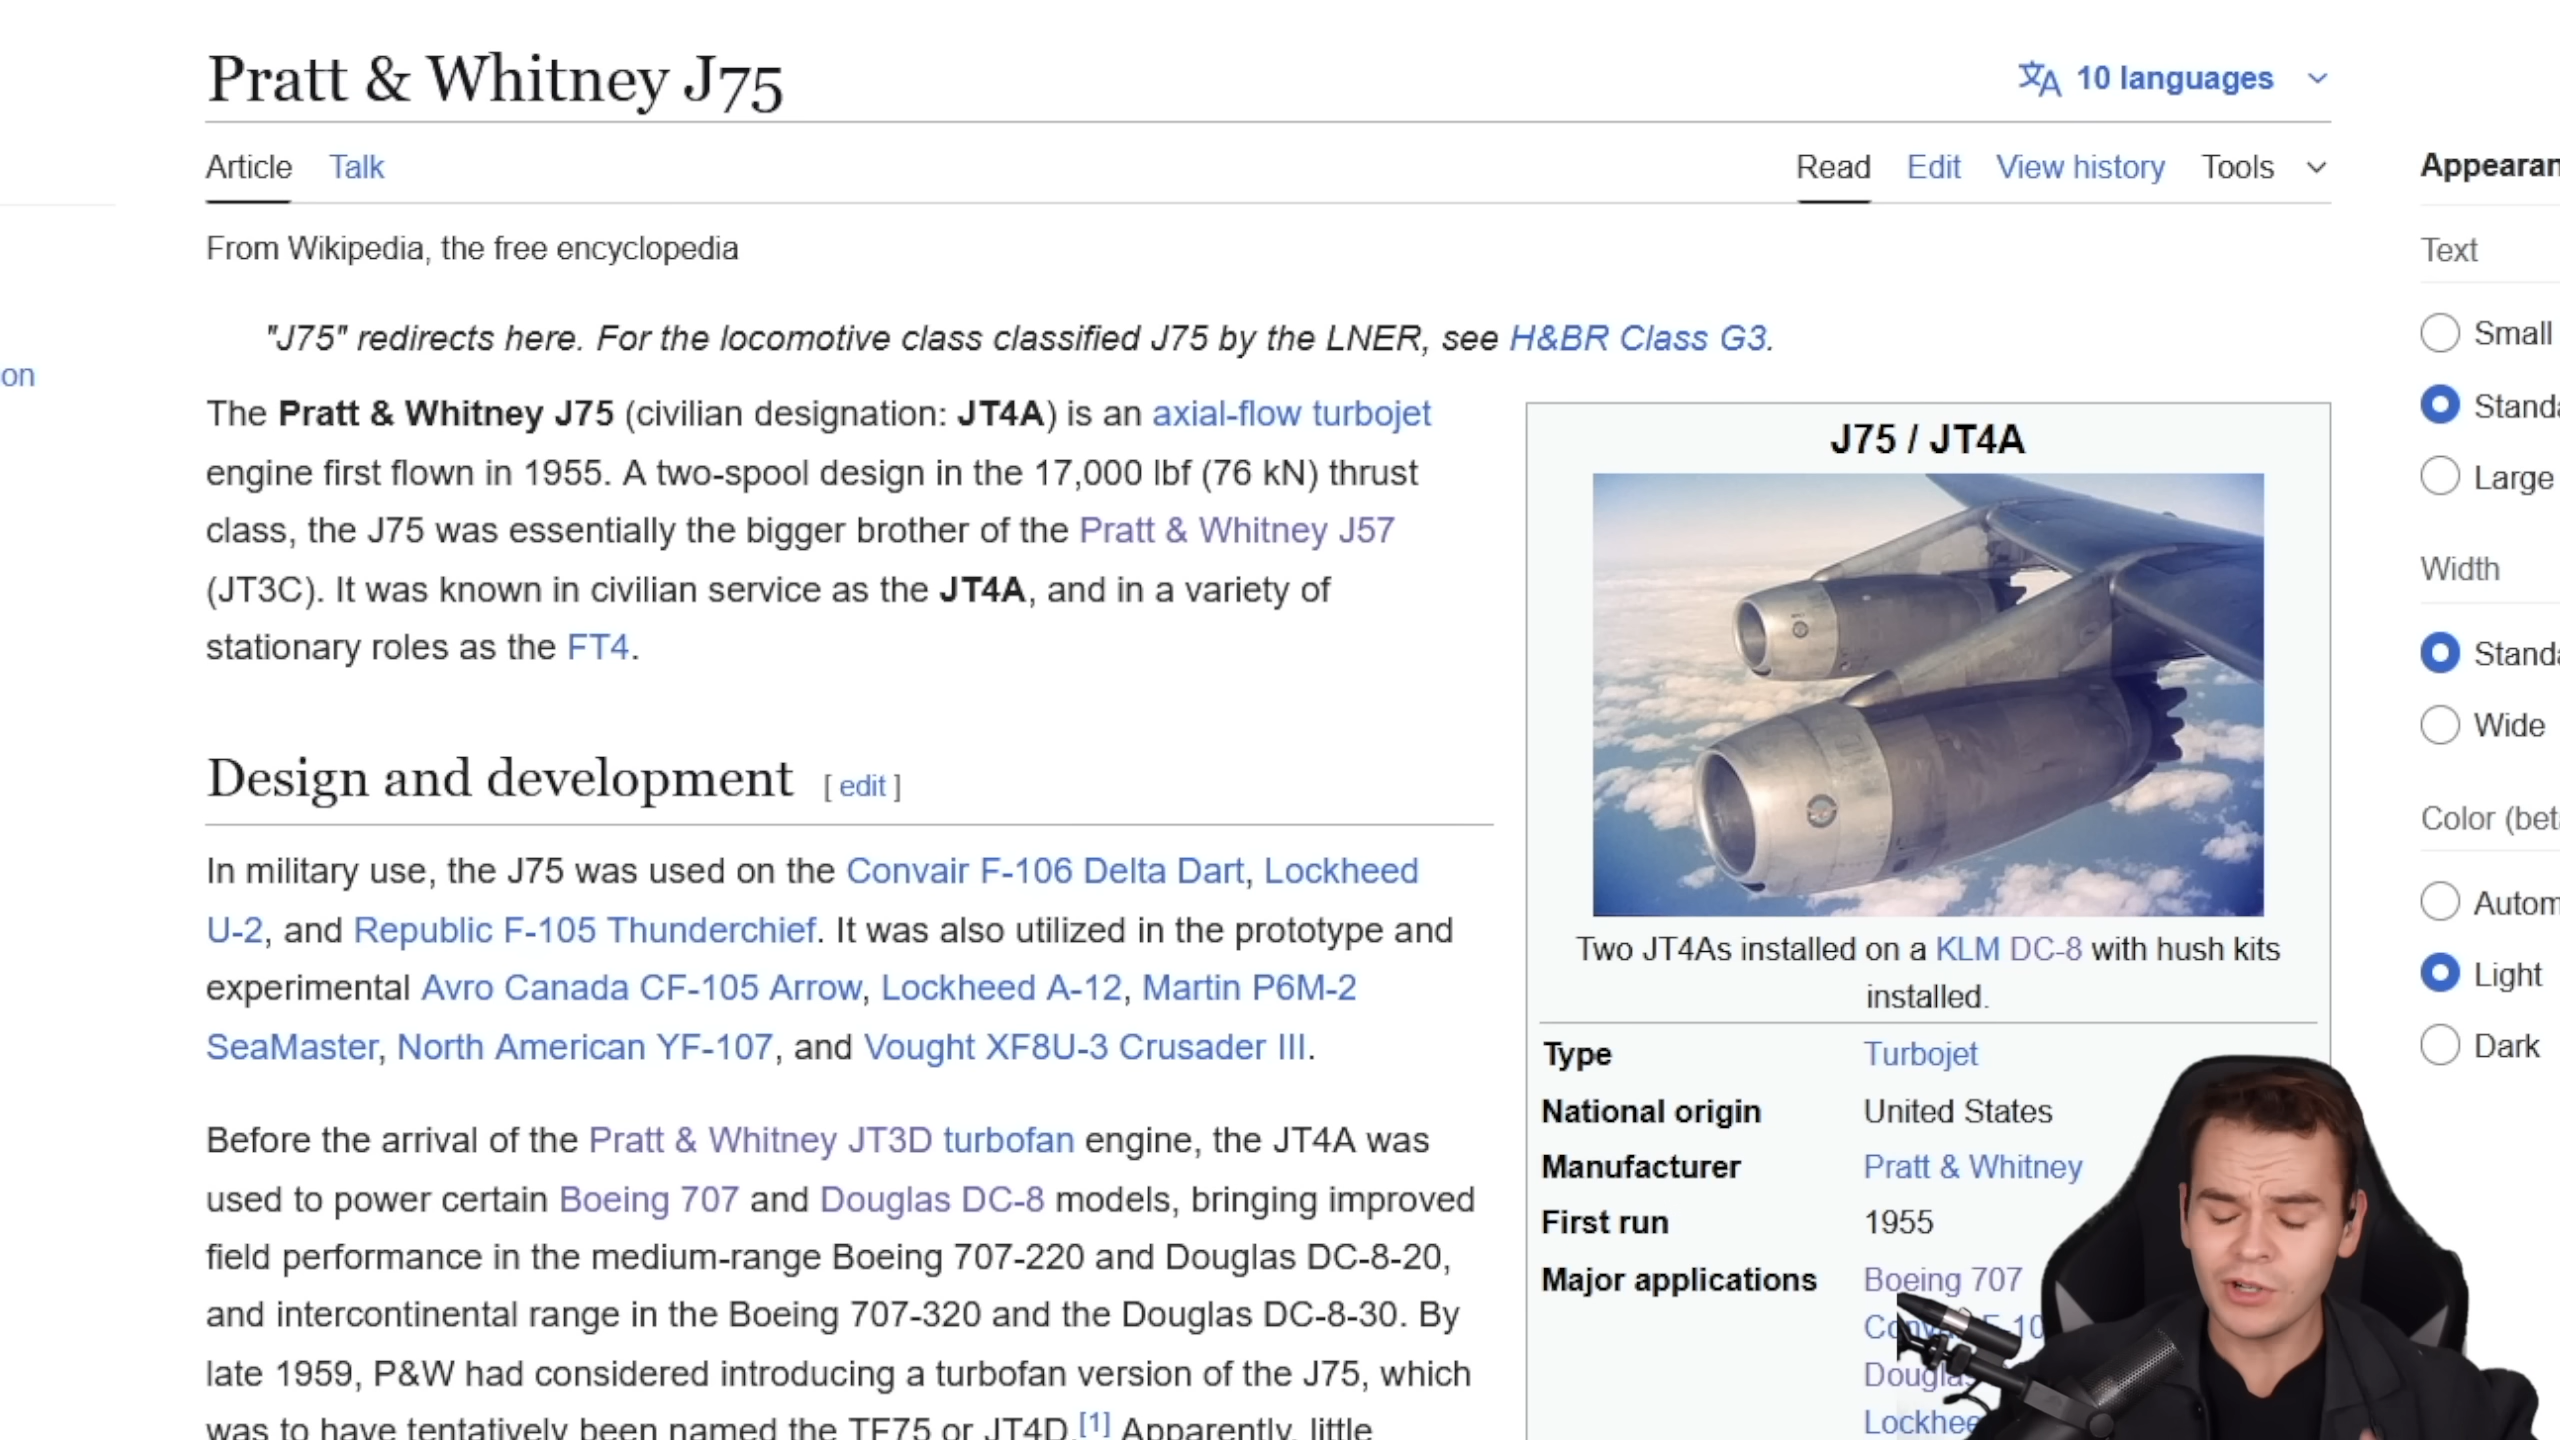 Pratt & Whitney J75
10 languages
Article Talk
Read Edit View history Tools
From Wikipedia, the free encyclopedia
"J75" redirects here. For the locomotive class classified J75 by the LNER, see H&BR Class G3.
on
The Pratt & Whitney J75 (civilian designation: JT4A) is an axial-flow turbojet
engine first flown in 1955. A two-spool design in the 17,000 lbf (76 kN) thrust
class, the J75 was essentially the bigger brother of the Pratt & Whitney J57
(JT3C). It was known in civilian service as the JT4A, and in a variety of
stationary roles as the FT4.
Design and development [ edit ]
In military use, the J75 was used on the Convair F-106 Delta Dart, Lockheed
U-2, and Republic F-105 Thunderchief. It was also utilized in the prototype and
experimental Avro Canada CF-105 Arrow, Lockheed A-12, Martin P6M-2
SeaMaster, North American YF-107, and Vought XF8U-3 Crusader III.
Before the arrival of the Pratt & Whitney JT3D turbofan engine, the JT4A was
used to power certain Boeing 707 and Douglas DC-8 models, bringing improved
field performance in the medium-range Boeing 707-220 and Douglas DC-8-20,
and intercontinental range in the Boeing 707-320 and the Douglas DC-8-30. By
late 1959, P&W had considered introducing a turbofan version of the J75, which
was to have tentatively been named the TF75 or JT4D.[1] Apparently, little
J75 / JT4A
Two JT4As installed on a KLM DC-8 with hush kits
installed.
Type Turbojet
National origin United States
Manufacturer Pratt & Whitney
First run 1955
Major applications Boeing 707
Dougla
Lockhee
Appearan
Text
Small
Standa
Large
Width
Standa
Wide
Color (beta
Autom
Light
Dark